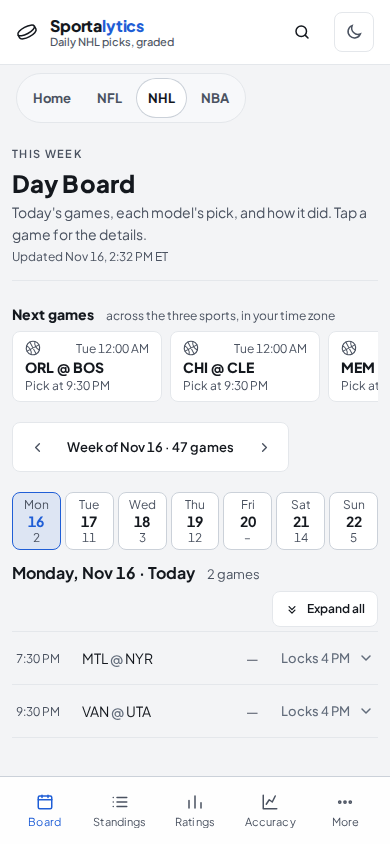 Sportalytics
Daily NHL picks, graded
Home NFL NHL NBA
THIS WEEK
Day Board
Today's games, each model's pick, and how it did. Tap a
game for the details.
Updated Nov 16, 2:32 PM ET
Next games across the three sports, in your time zone
Tue 12:00 AM
ORL @ BOS
Pick at 9:30 PM
Tue 12:00 AM
CHI @ CLE
Pick at 9:30 PM
MEM
Pick at
Week of Nov 16 · 47 games
Mon Tue Wed Thu Fri Sat Sun
16 17 18 19 20 21 22
2 11 3 12 – 14 5
Monday, Nov 16 · Today 2 games
Expand all
7:30 PM MTL @ NYR — Locks 4 PM
9:30 PM VAN @ UTA — Locks 4 PM
Board Standings Ratings Accuracy More